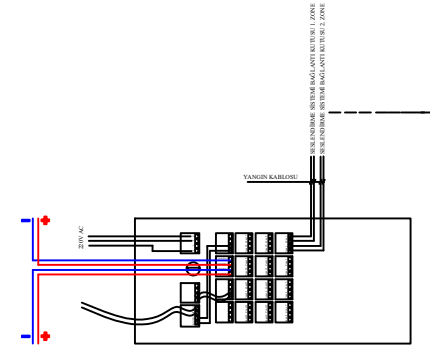 SESLENDİRME SİSTEMİ BAĞLANTI KUTUSU 1. ZONE
SESLENDİRME SİSTEMİ BAĞLANTI KUTUSU 2. ZONE
YANGIN KABLOSU
220V AC